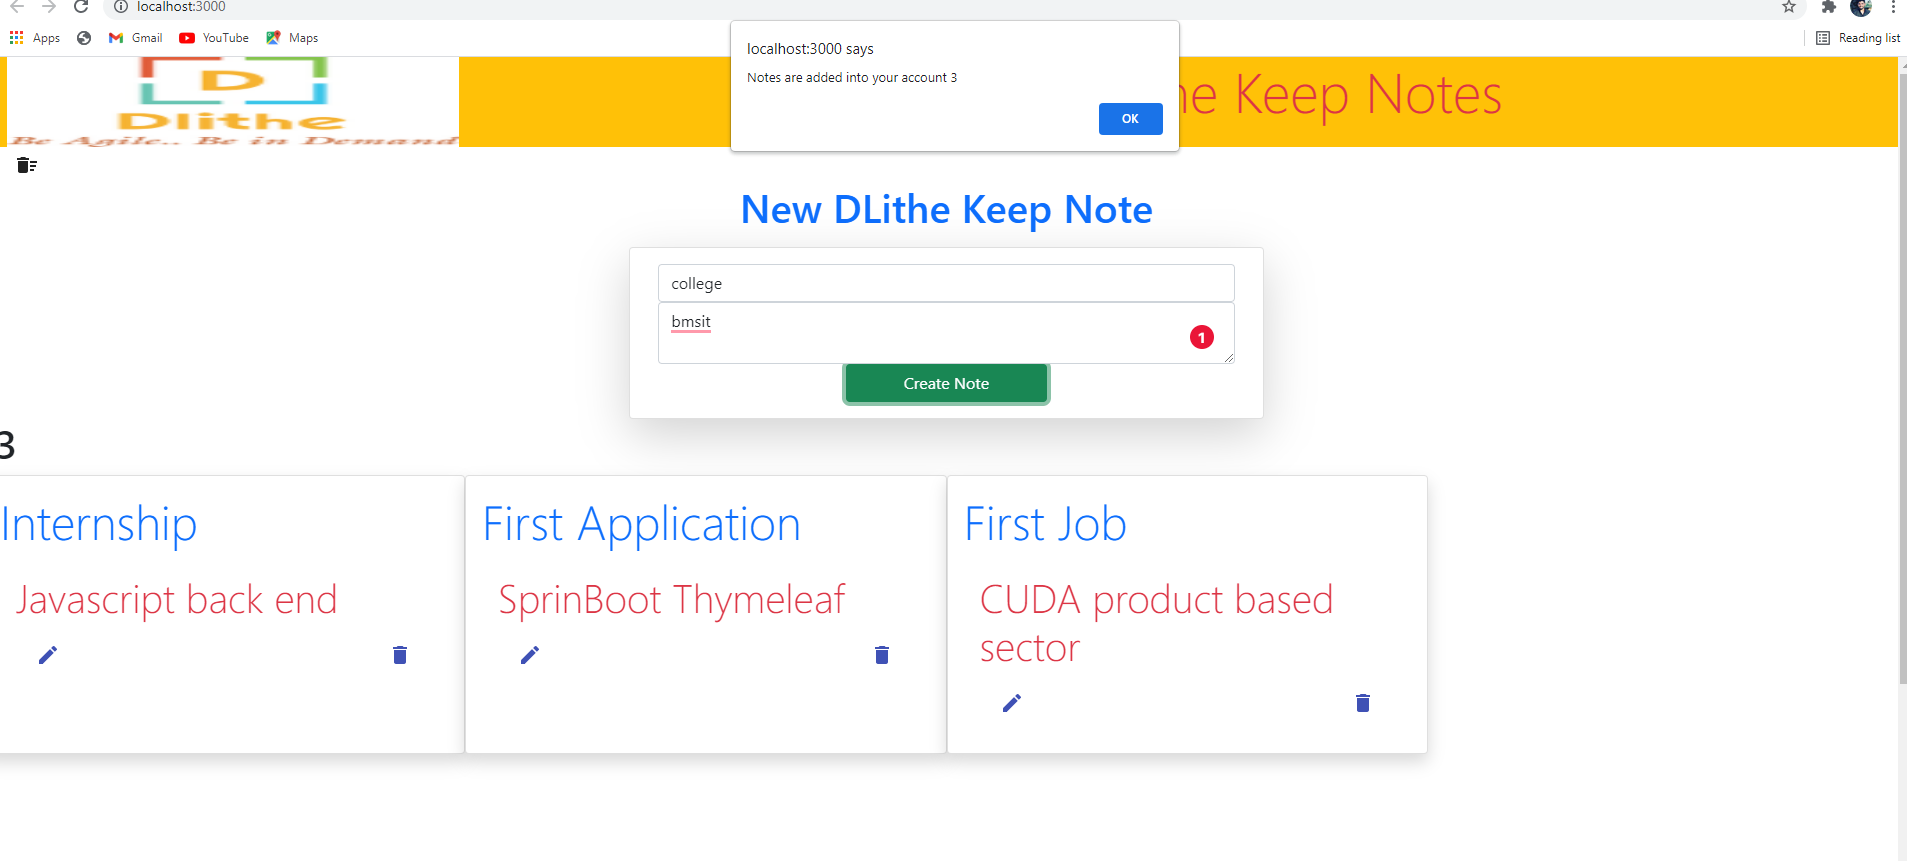 localhost:3000
Apps
Gmail
YouTube
Maps
Reading list
localhost:3000 says
Notes are added into your account 3
OK
D
Dlithe
Be Agile.. Be in Demand
he Keep Notes
New DLithe Keep Note
college
bmsit
1
Create Note
3
Internship
Javascript back end
First Application
SprinBoot Thymeleaf
First Job
CUDA product based
sector